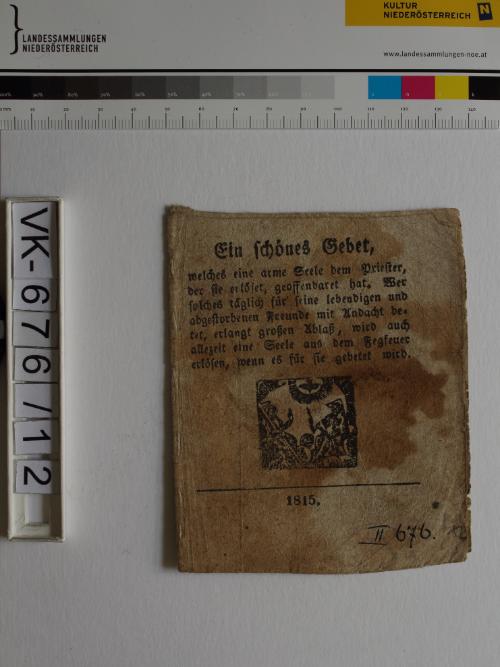 LANDESSAMMLUNGEN
NIEDERÖSTERREICH
KULTUR
NIEDERÖSTERREICH
N
www.landessammlungen-noe.at
VK-676/12
Ein schönes Gebet,
welches eine arme Seele dem Priester,
der sie erlöset, geoffenbaret hat. Wer
solches täglich für seine lebendigen und
abgestorbenen Freunde mit Andacht be-
tet, erlangt großen Ablaß, wird auch
allezeit eine Seele aus dem Fegfeuer
erlösen, wenn es für sie gebetet wird.
1815.
II 676. 12